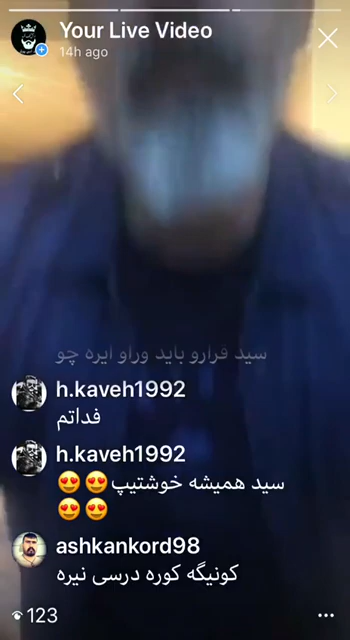 Your Live Video
14h ago
سید فرارو باید وراو ایره چو
h.kaveh1992
فداتم
h.kaveh1992
سید همیشه خوشتیپ😍😍
😍😍
ashkankord98
کونیگه کوره درسی نیره
123